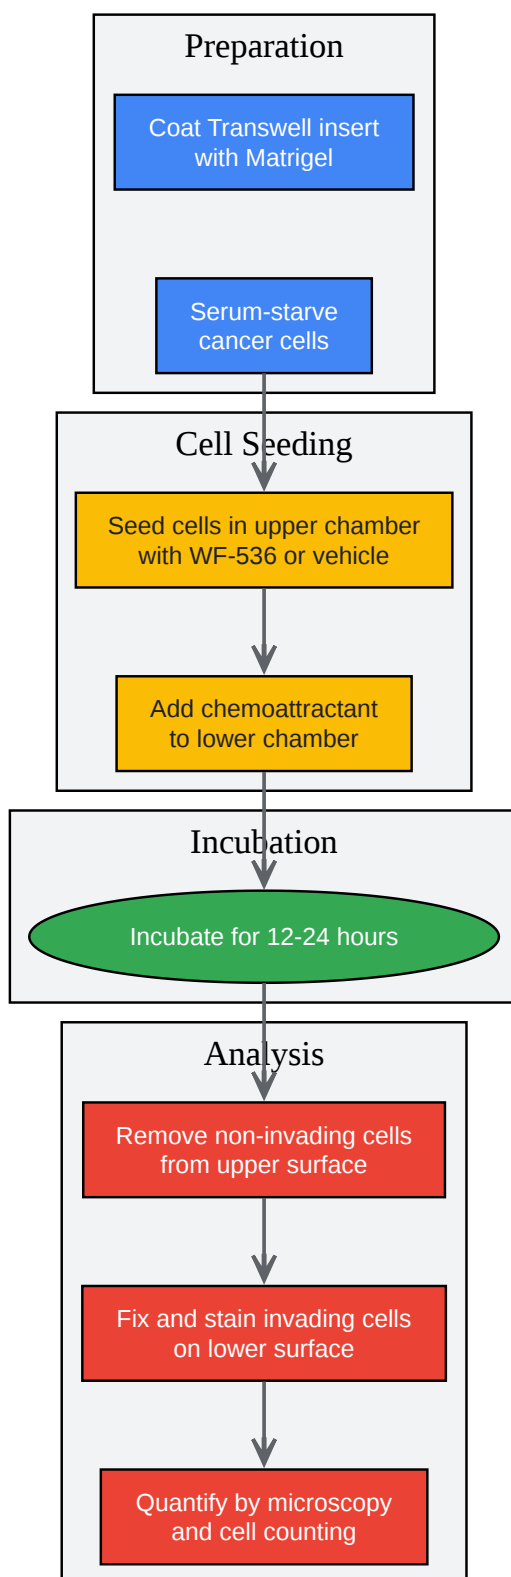 Preparation
Coat Transwell insert
with Matrigel
Serum-starve
cancer cells
Cell Seeding
Seed cells in upper chamber
with WF-536 or vehicle
Add chemoattractant
to lower chamber
Incubation
Incubate for 12-24 hours
Analysis
Remove non-invading cells
from upper surface
Fix and stain invading cells
on lower surface
Quantify by microscopy
and cell counting